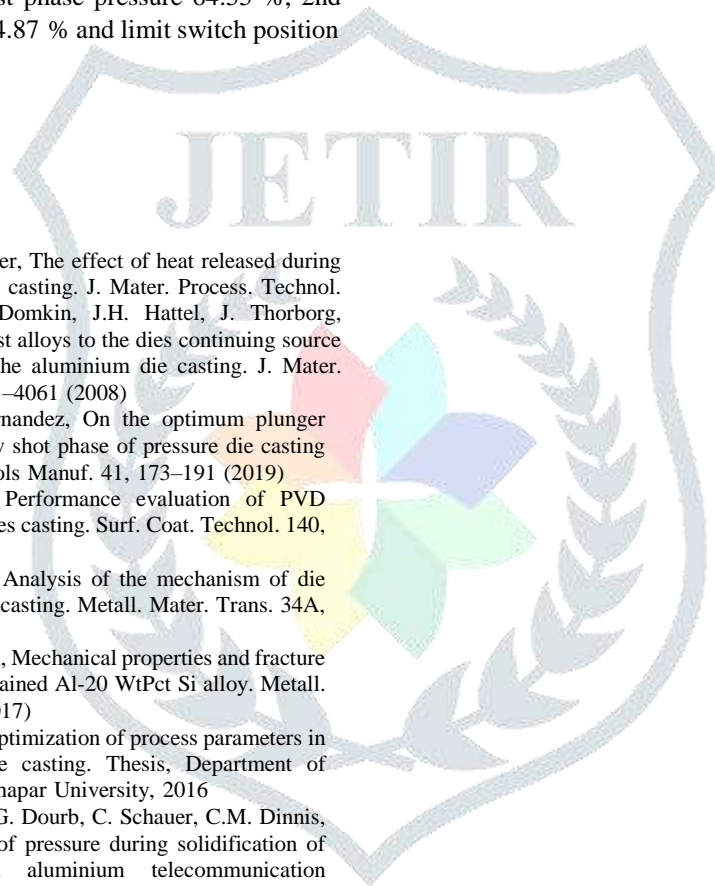 st phase pressure 64.53 %, 2nd
4.87 % and limit switch position
JETIR
er, The effect of heat released during
casting. J. Mater. Process. Technol.
Domkin, J.H. Hattel, J. Thorborg,
st alloys to the dies continuing source
he aluminium die casting. J. Mater.
–4061 (2008)
rnandez, On the optimum plunger
shot phase of pressure die casting
ols Manuf. 41, 173–191 (2019)
Performance evaluation of PVD
es casting. Surf. Coat. Technol. 140,
Analysis of the mechanism of die
casting. Metall. Mater. Trans. 34A,
, Mechanical properties and fracture
ained Al-20 WtPct Si alloy. Metall.
017)
ptimization of process parameters in
e casting. Thesis, Department of
hapar University, 2016
G. Dourb, C. Schauer, C.M. Dinnis,
of pressure during solidification of
aluminium telecommunication